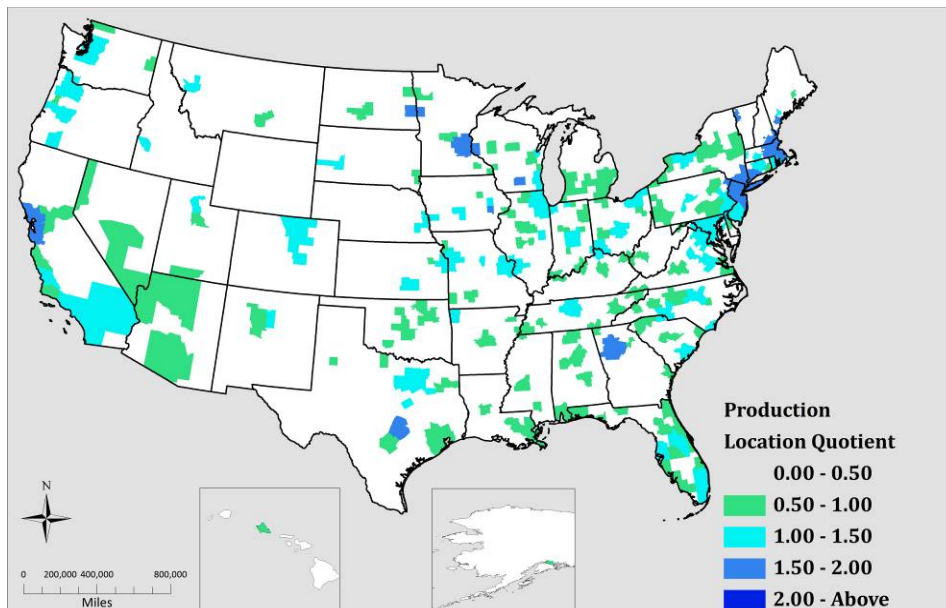 Production
Location Quotient
0.00 - 0.50
0.50 - 1.00
1.00 - 1.50
1.50 - 2.00
2.00 - Above
N
0 200,000 400,000 800,000
Miles